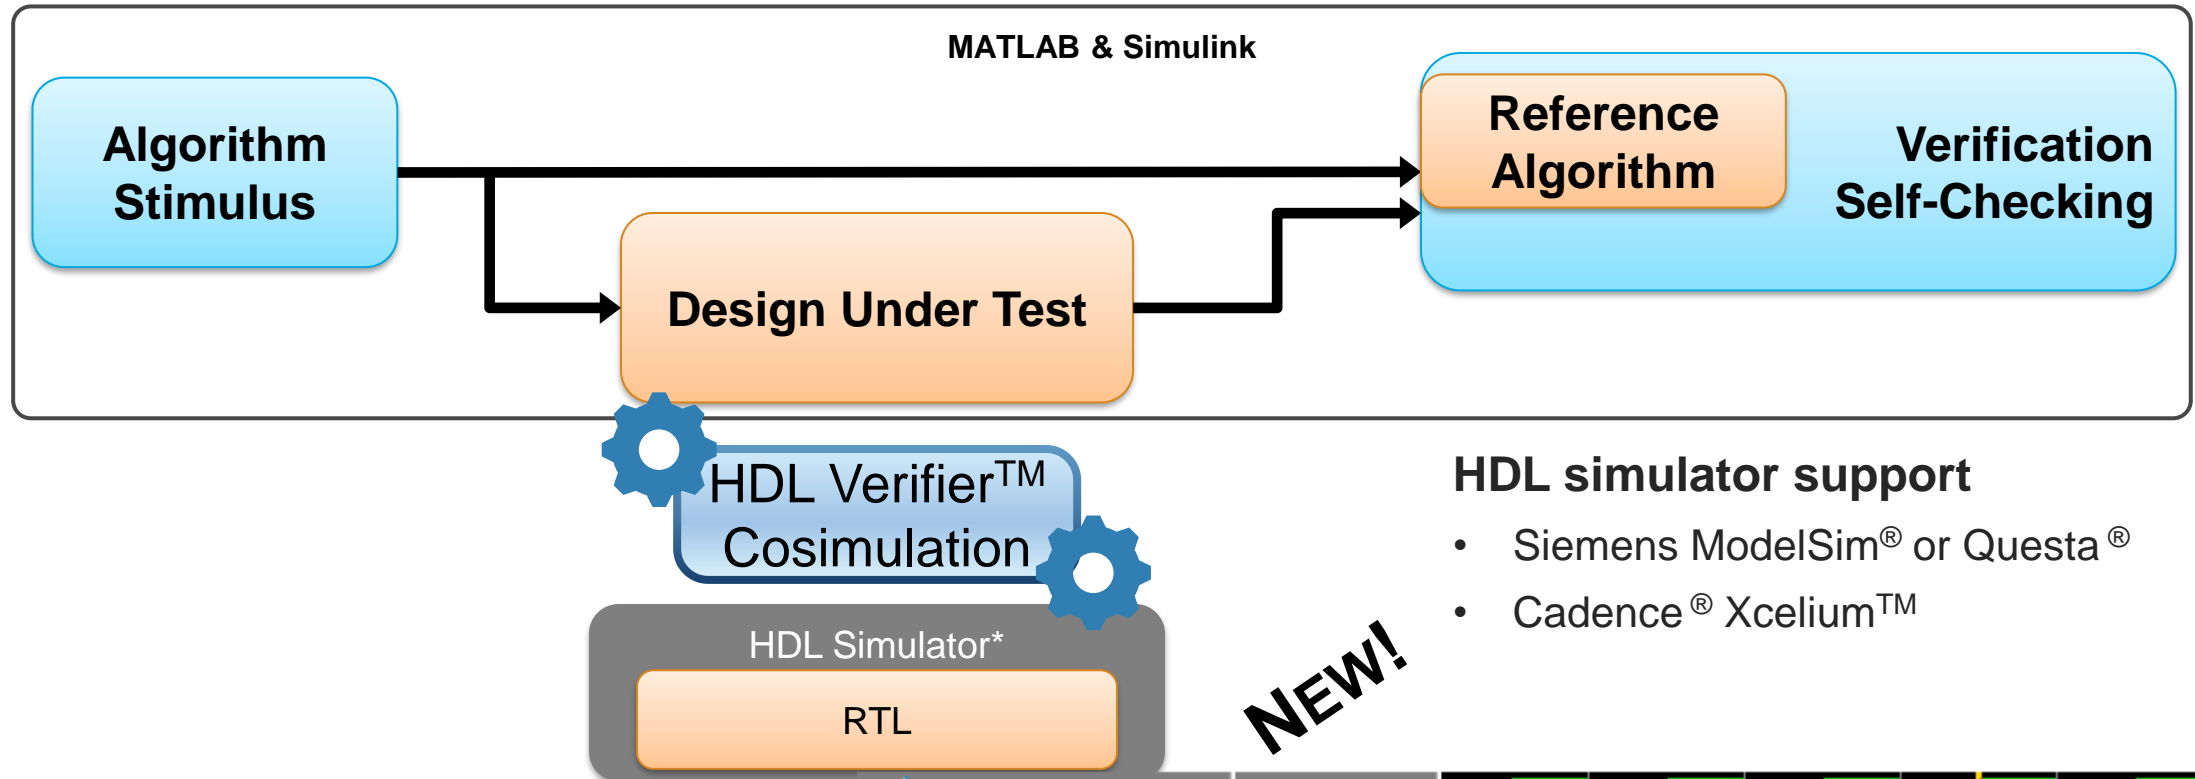 MATLAB & Simulink
Algorithm
Stimulus
Reference
Algorithm
Verification
Self-Checking
Design Under Test
HDL Verifier™
Cosimulation
HDL Simulator*
RTL
HDL simulator support
• Siemens ModelSim® or Questa ®
• Cadence ® Xcelium™
NEW!